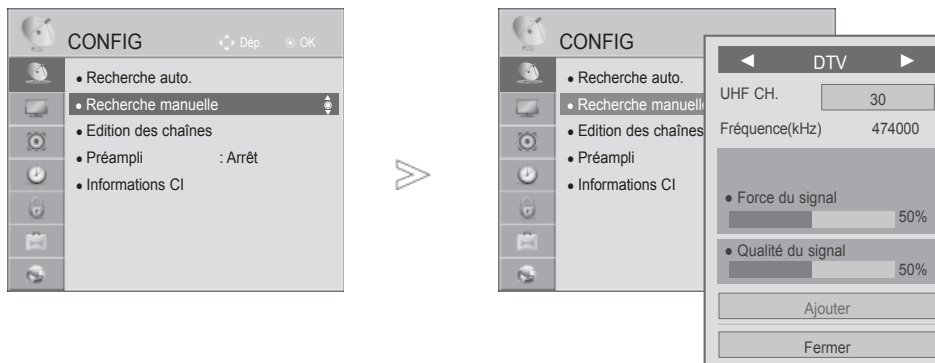 CONFIG
Dép. OK
• Recherche auto.
• Recherche manuelle
• Edition des chaînes
• Préampli : Arrêt
• Informations CI
CONFIG
• Recherche auto.
• Recherche manuelle
• Edition des chaînes
• Préampli
• Informations CI
◄ DTV ►
UHF CH. 30
Fréquence(kHz) 474000
• Force du signal
50%
• Qualité du signal
50%
Ajouter
Fermer